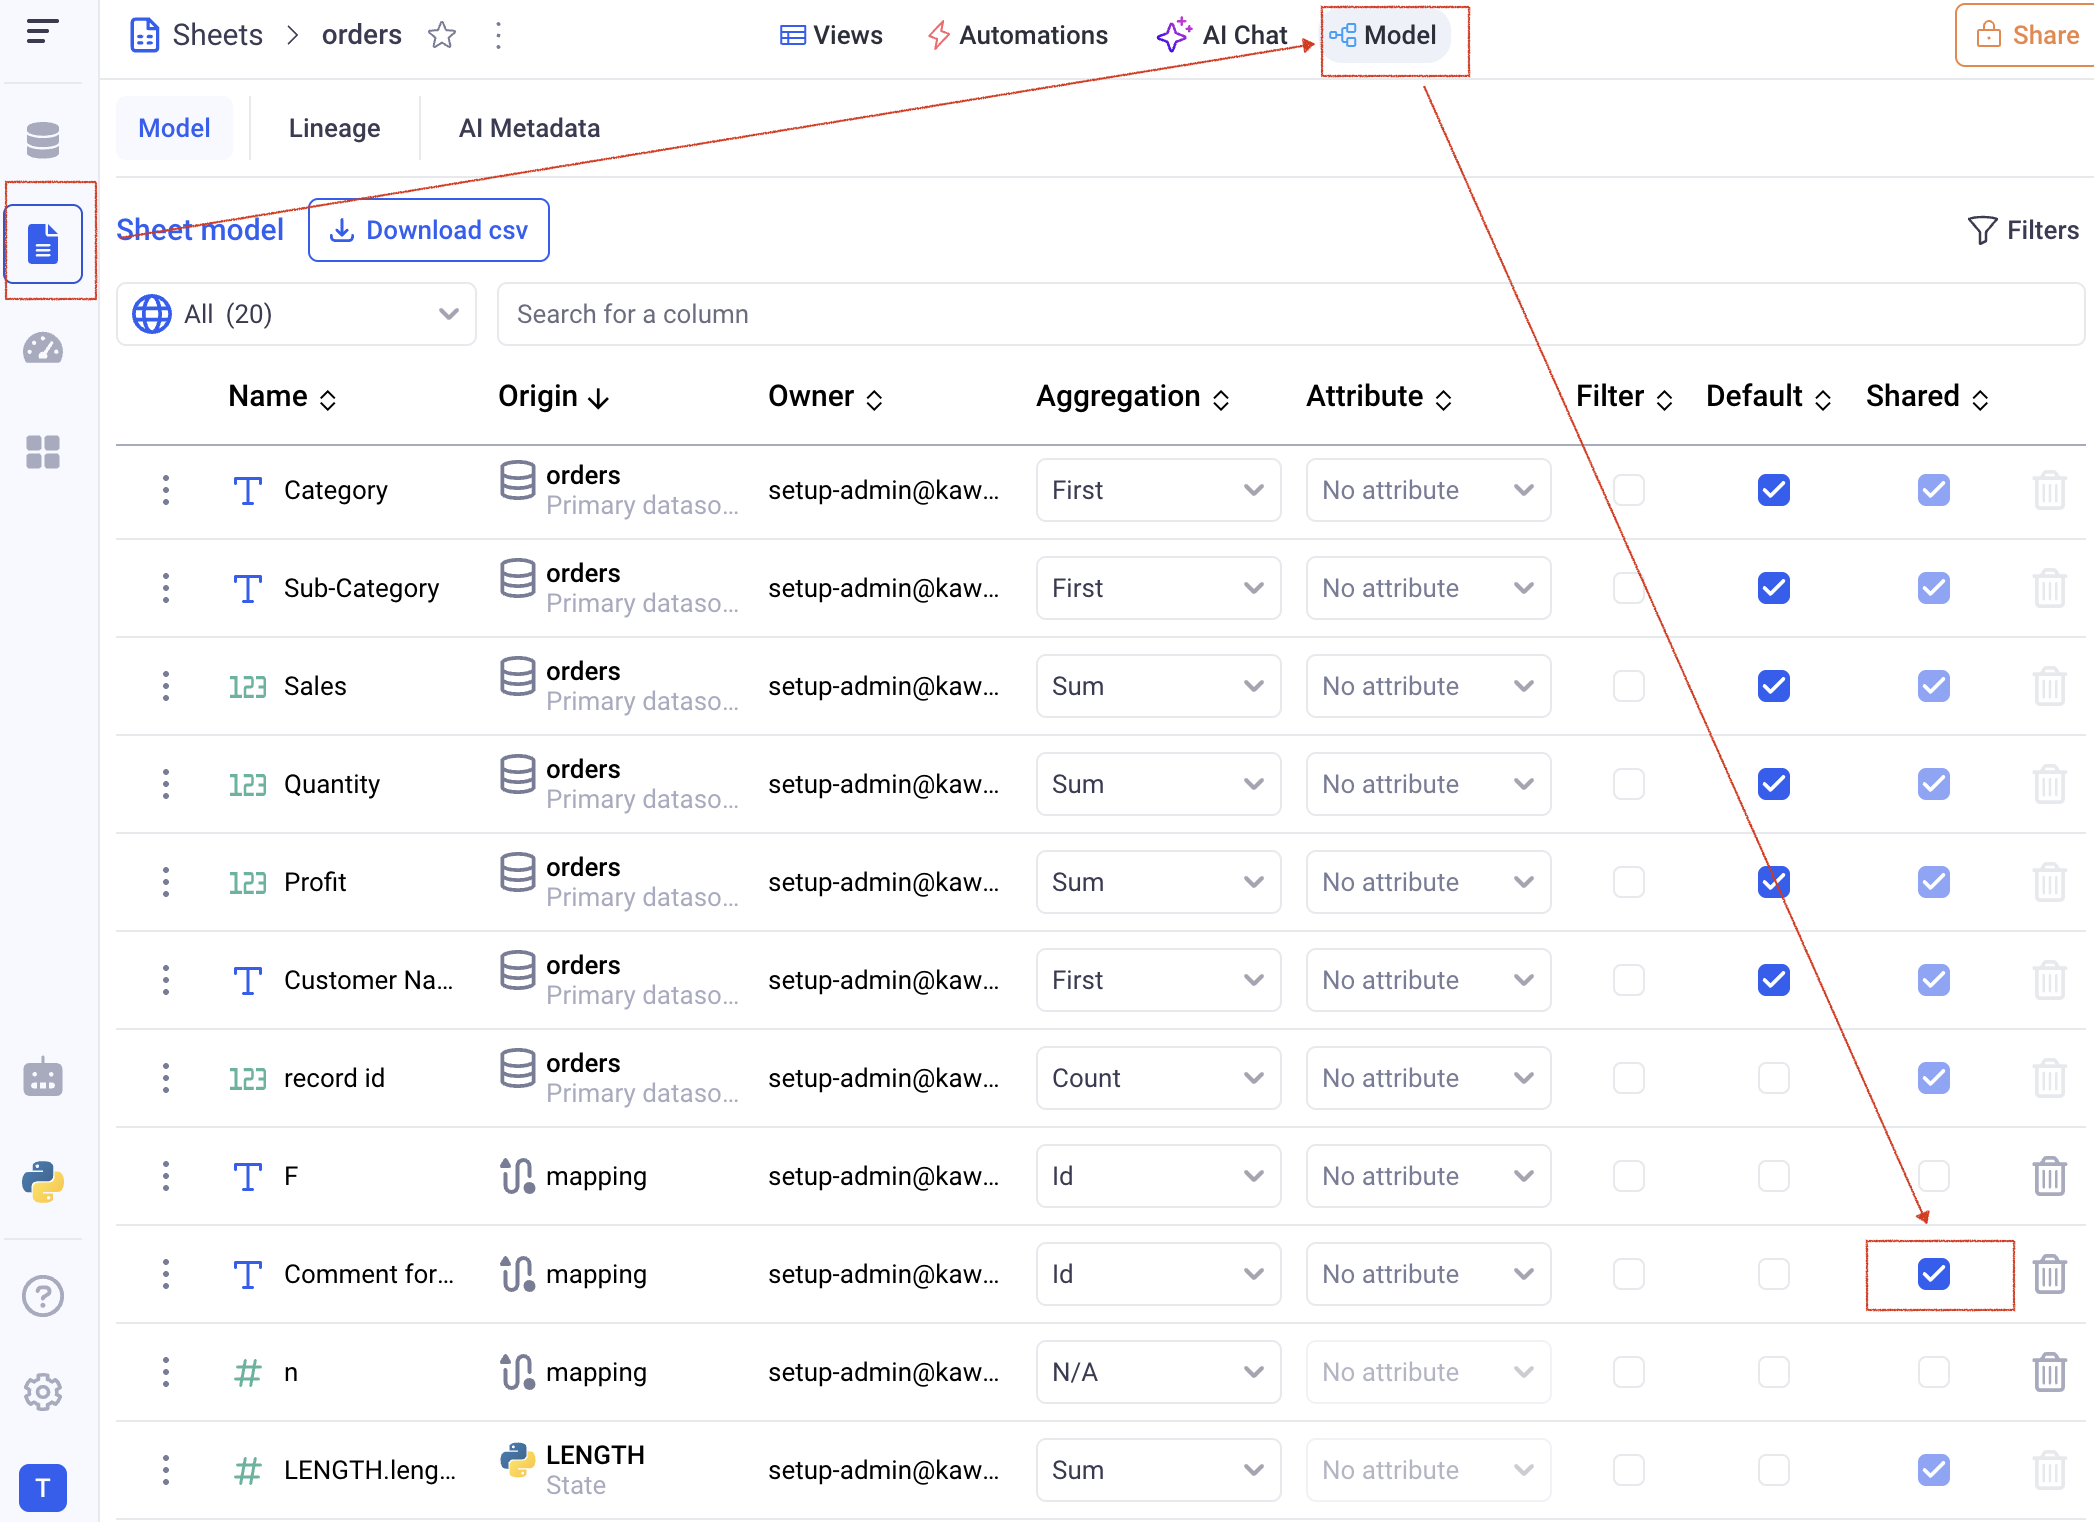 Sheets > orders
Views
Automations
AI Chat
Model
Share
Model
Lineage
AI Metadata
Sheet model
Download csv
Filters
All (20)
Search for a column
Name
Origin
Owner
Aggregation
Attribute
Filter
Default
Shared
Category
orders
Primary dataso...
setup-admin@kaw...
First
No attribute
Sub-Category
orders
Primary dataso...
setup-admin@kaw...
First
No attribute
123
Sales
orders
Primary dataso...
setup-admin@kaw...
Sum
No attribute
123
Quantity
orders
Primary dataso...
setup-admin@kaw...
Sum
No attribute
123
Profit
orders
Primary dataso...
setup-admin@kaw...
Sum
No attribute
Customer Na...
orders
Primary dataso...
setup-admin@kaw...
First
No attribute
123
record id
orders
Primary dataso...
setup-admin@kaw...
Count
No attribute
F
mapping
setup-admin@kaw...
Id
No attribute
Comment for...
mapping
setup-admin@kaw...
Id
No attribute
#
n
mapping
setup-admin@kaw...
N/A
No attribute
#
LENGTH.leng...
LENGTH
State
setup-admin@kaw...
Sum
No attribute
T